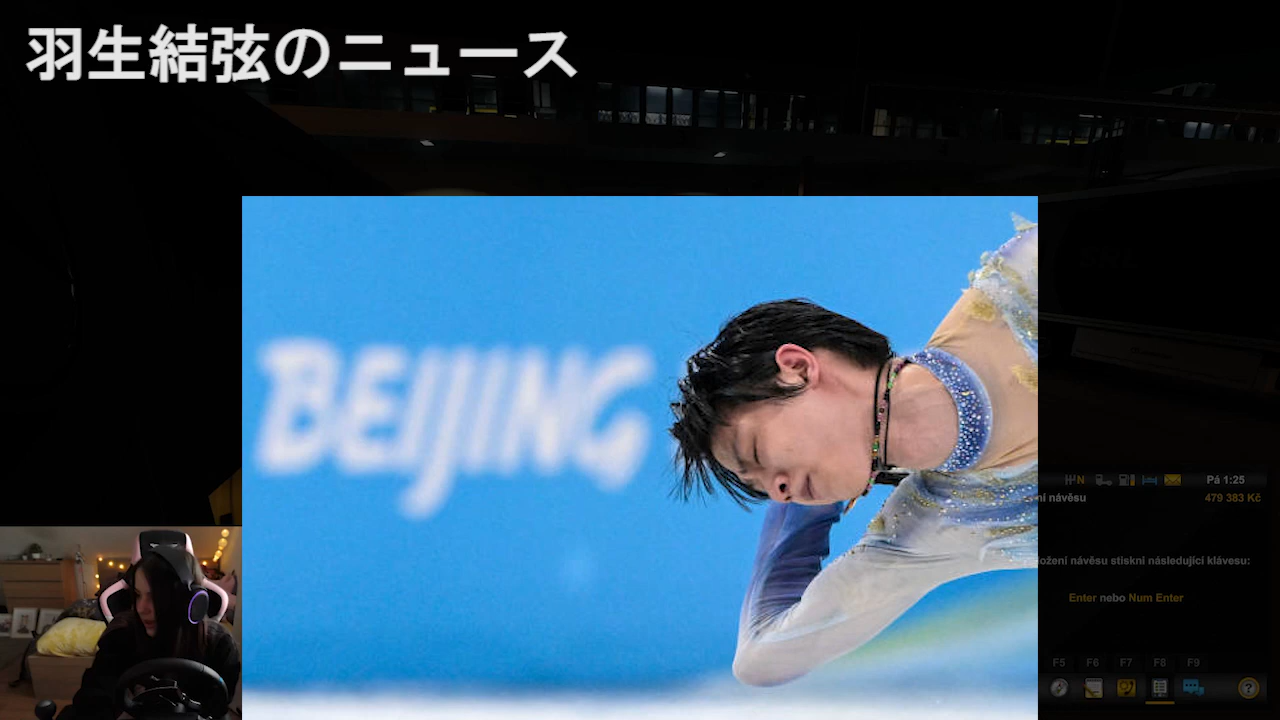 羽生結弦のニュース
BEIJING
N
Pá 1:25
ní návěsu
479 383 Kč
ložení návěsu stiskni následující klávesu:
Enter nebo Num Enter
F5 F6 F7 F8 F9
?